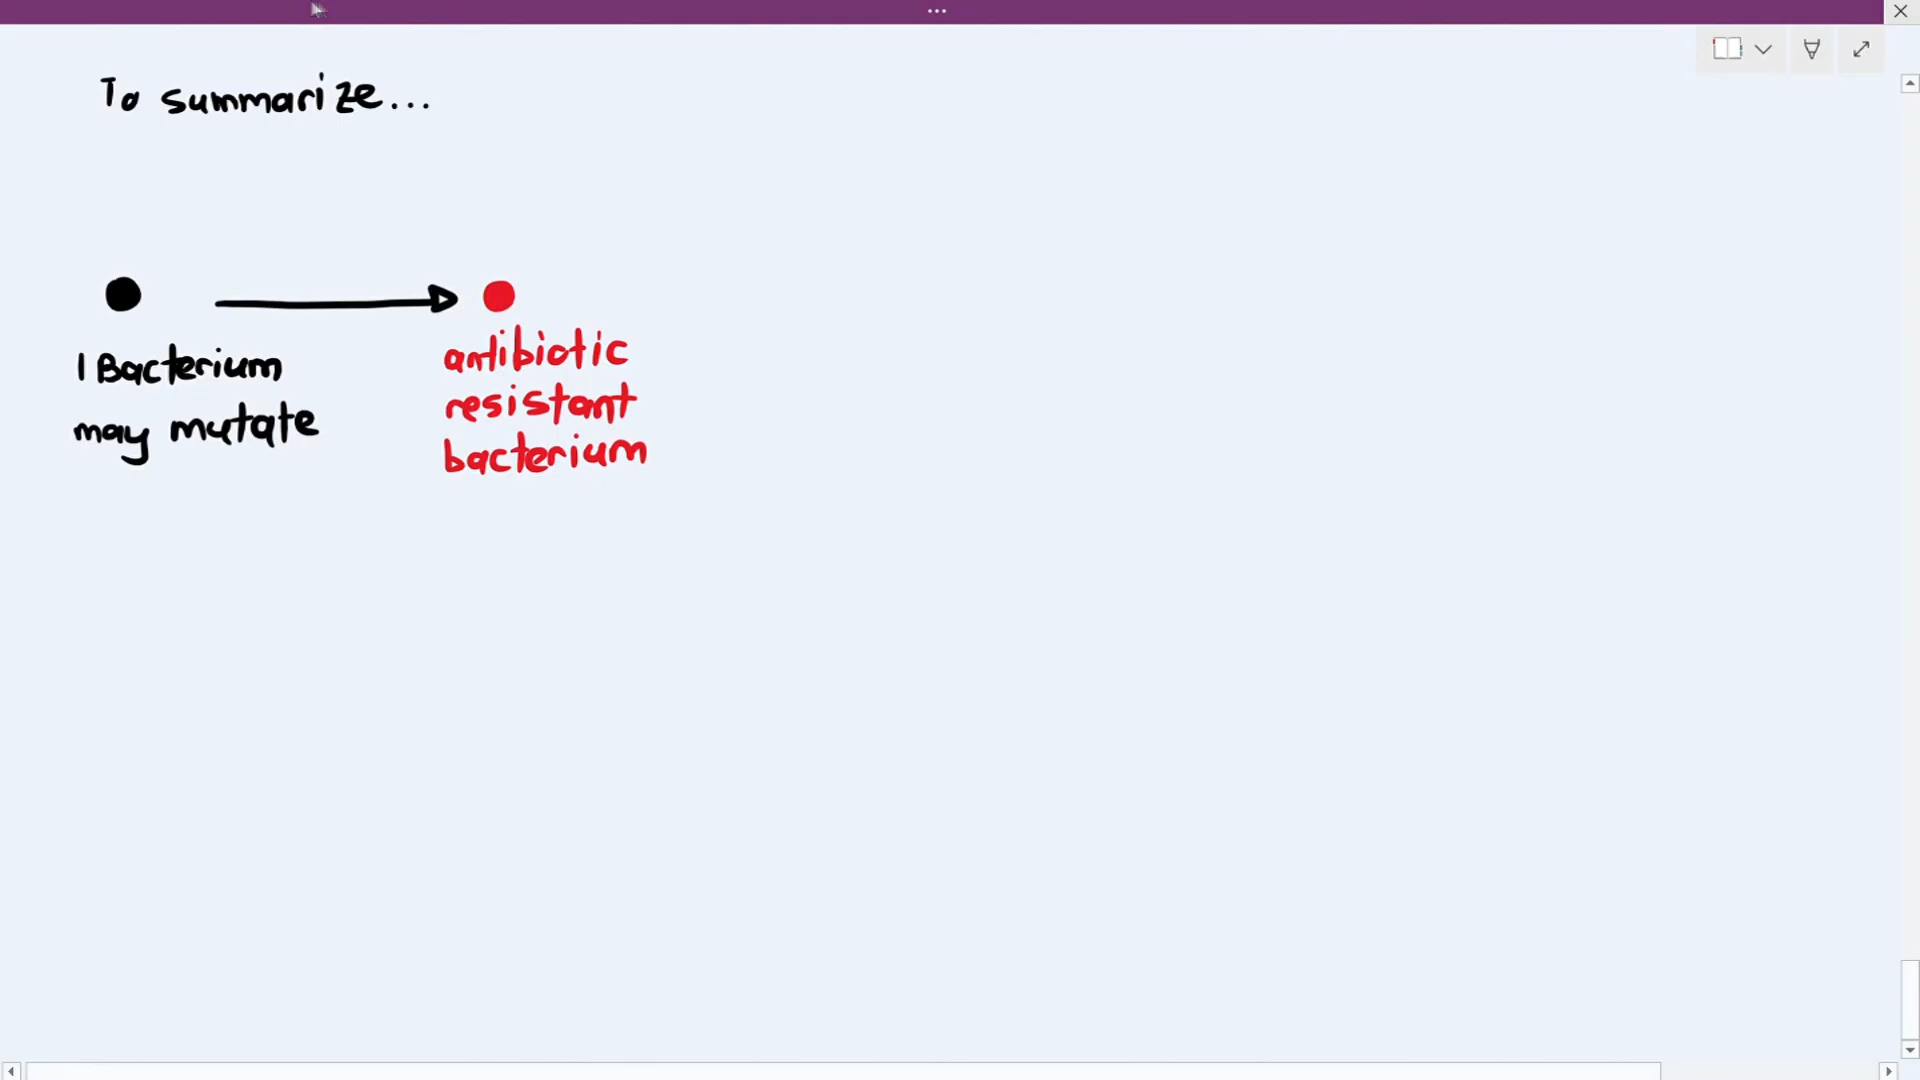 To summarize...
1 Bacterium
may mutate
antibiotic
resistant
bacterium